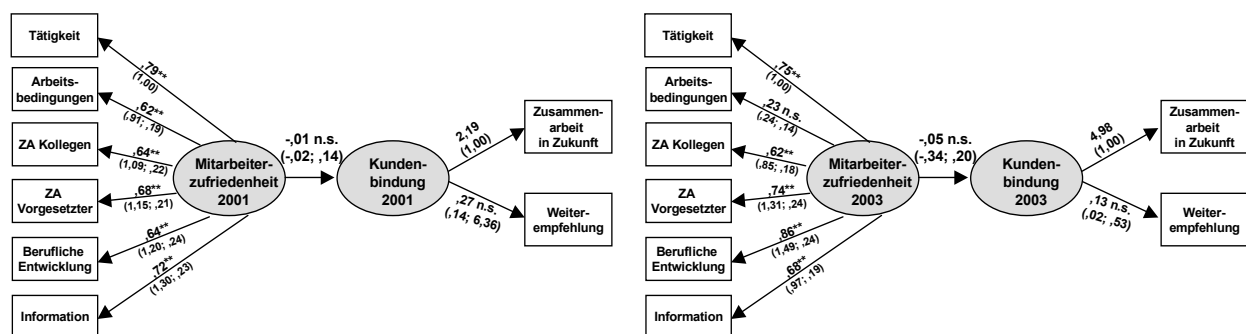 Tätigkeit
Arbeits-
bedingungen
ZA Kollegen
ZA
Vorgesetzter
Berufliche
Entwicklung
Information
,79**
(1,00)
,62**
(,91; ,19)
,64**
(1,09; ,22)
,68**
(1,15; ,21)
,64**
(1,20; ,24)
,72**
(1,30; ,23)
Mitarbeiter-
zufriedenheit
2001
-,01 n.s.
(-,02; ,14)
Kunden-
bindung
2001
2,19
(1,00)
,27 n.s.
(,14; 6,36)
Zusammen-
arbeit
in Zukunft
Weiter-
empfehlung
Tätigkeit
Arbeits-
bedingungen
ZA Kollegen
ZA
Vorgesetzter
Berufliche
Entwicklung
Information
,75**
(1,00)
,23 n.s.
(,24; ,14)
,62**
(,85; ,18)
,74**
(1,31; ,24)
,86**
(1,49; ,24)
,68**
(,97; ,19)
Mitarbeiter-
zufriedenheit
2003
-,05 n.s.
(-,34; ,20)
Kunden-
bindung
2003
4,98
(1,00)
,13 n.s.
(,02; ,53)
Zusammen-
arbeit
in Zukunft
Weiter-
empfehlung